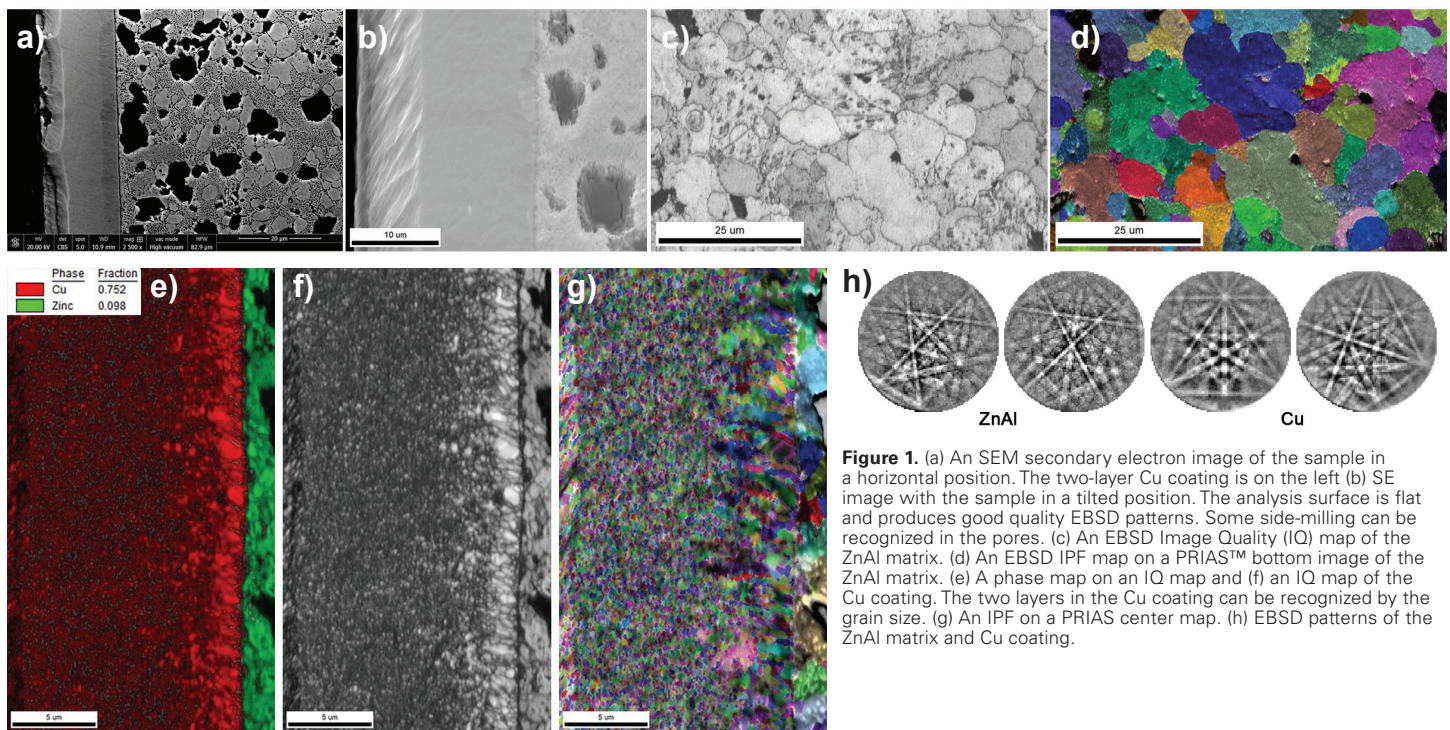 a)
HV det spot WD mag vac mode HFW
20.00 kV CBS 5.0 10.9 mm 2 500 x High vacuum 82.9 µm
20 µm
b)
10 um
c)
25 um
d)
25 um
Phase Fraction
Cu 0.752
Zinc 0.098
e)
5 um
f)
5 um
g)
5 um
h)
ZnAl
Cu
Figure 1. (a) An SEM secondary electron image of the sample in
a horizontal position. The two-layer Cu coating is on the left (b) SE
image with the sample in a tilted position. The analysis surface is flat
and produces good quality EBSD patterns. Some side-milling can be
recognized in the pores. (c) An EBSD Image Quality (IQ) map of the
ZnAl matrix. (d) An EBSD IPF map on a PRIAS™ bottom image of the
ZnAl matrix. (e) A phase map on an IQ map and (f) an IQ map of the
Cu coating. The two layers in the Cu coating can be recognized by the
grain size. (g) An IPF on a PRIAS center map. (h) EBSD patterns of the
ZnAl matrix and Cu coating.